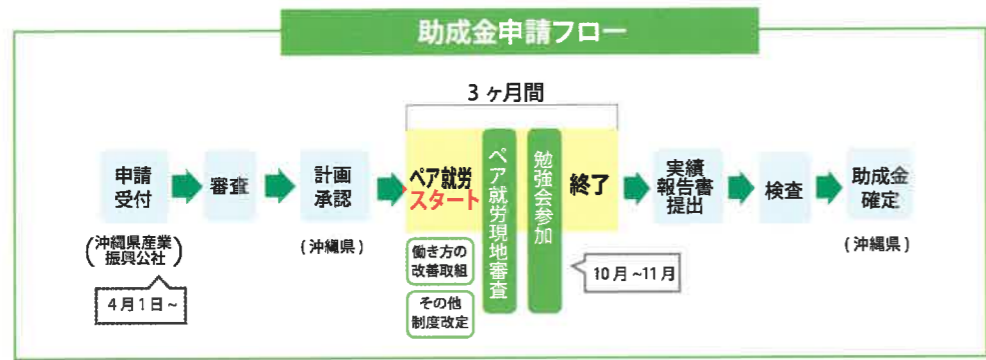 助成金申請フロー
3ヶ月間
申請
受付
(沖縄県産業
振興公社)
4月1日~
審査
計画
承認
(沖縄県)
ペア就労
スタート
働き方の
改善取組
その他
制度改定
ペア就労現地審査
勉強会参加
10月~11月
終了
実績
報告書
提出
検査
助成金
確定
(沖縄県)